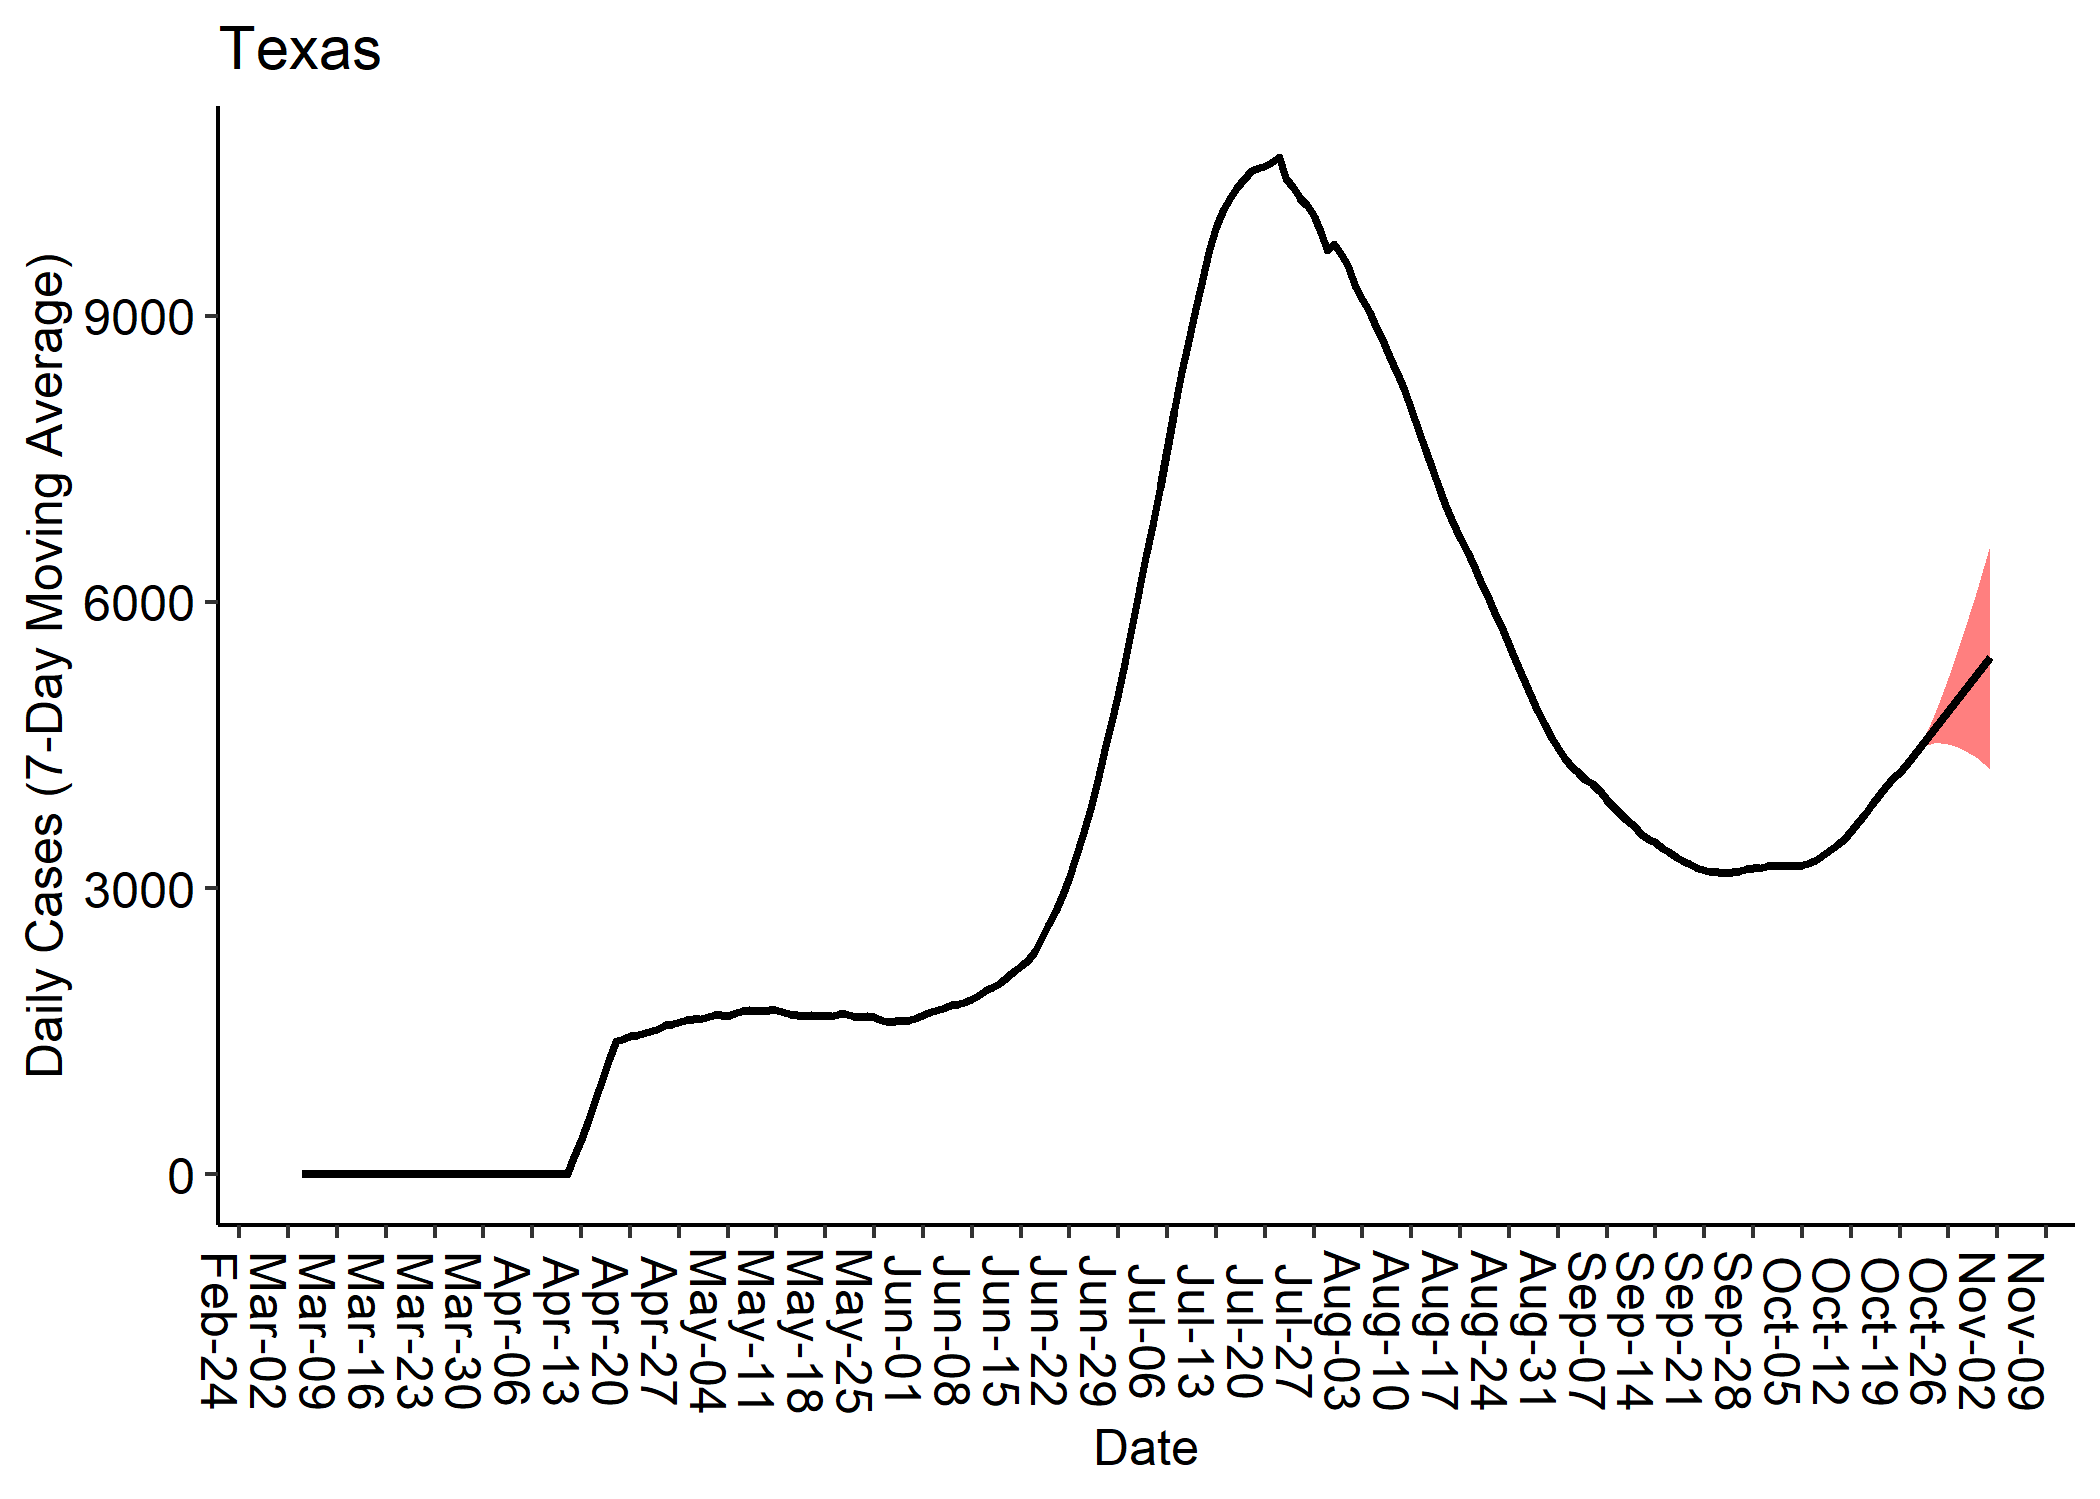 Texas
Daily Cases (7-Day Moving Average)
9000
6000
3000
0
Feb-24
Mar-02
Mar-09
Mar-16
Mar-23
Mar-30
Apr-06
Apr-13
Apr-20
Apr-27
May-04
May-11
May-18
May-25
Jun-01
Jun-08
Jun-15
Jun-22
Jun-29
Jul-06
Jul-13
Jul-20
Jul-27
Aug-03
Aug-10
Aug-17
Aug-24
Aug-31
Sep-07
Sep-14
Sep-21
Sep-28
Oct-05
Oct-12
Oct-19
Oct-26
Nov-02
Nov-09
Date